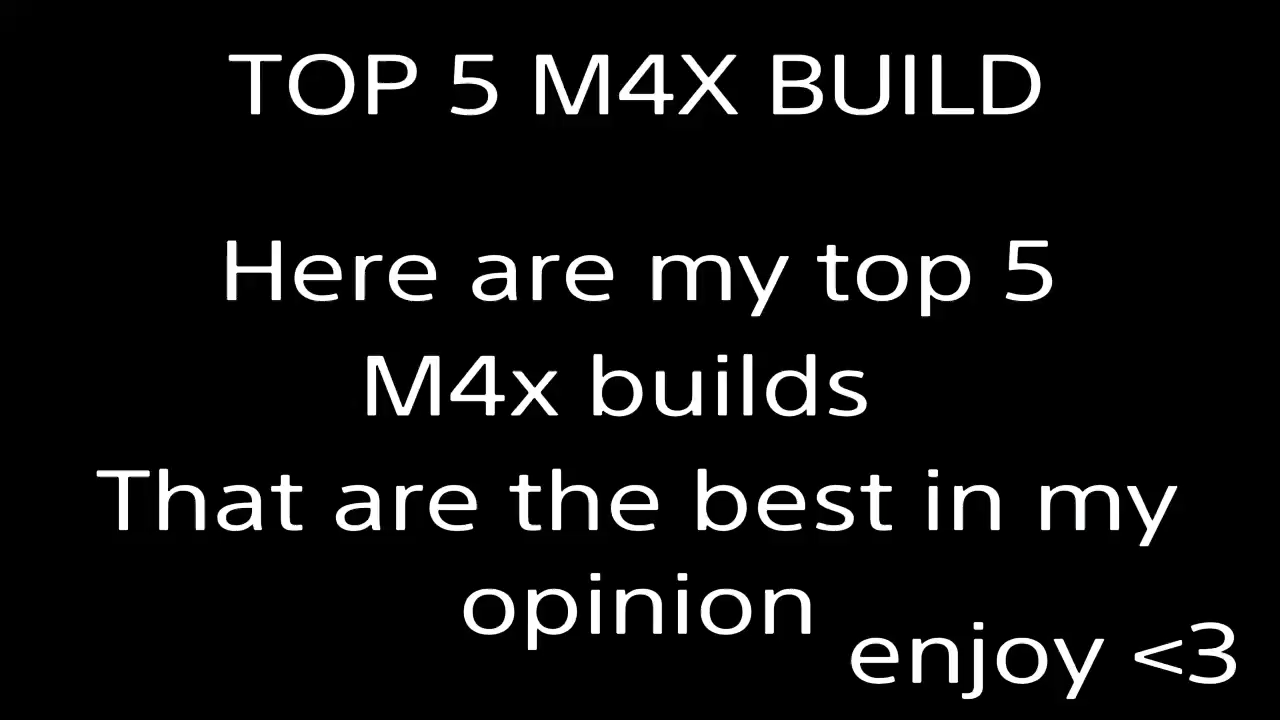 TOP 5 M4X BUILD
Here are my top 5
M4x builds
That are the best in my
opinion
enjoy <3